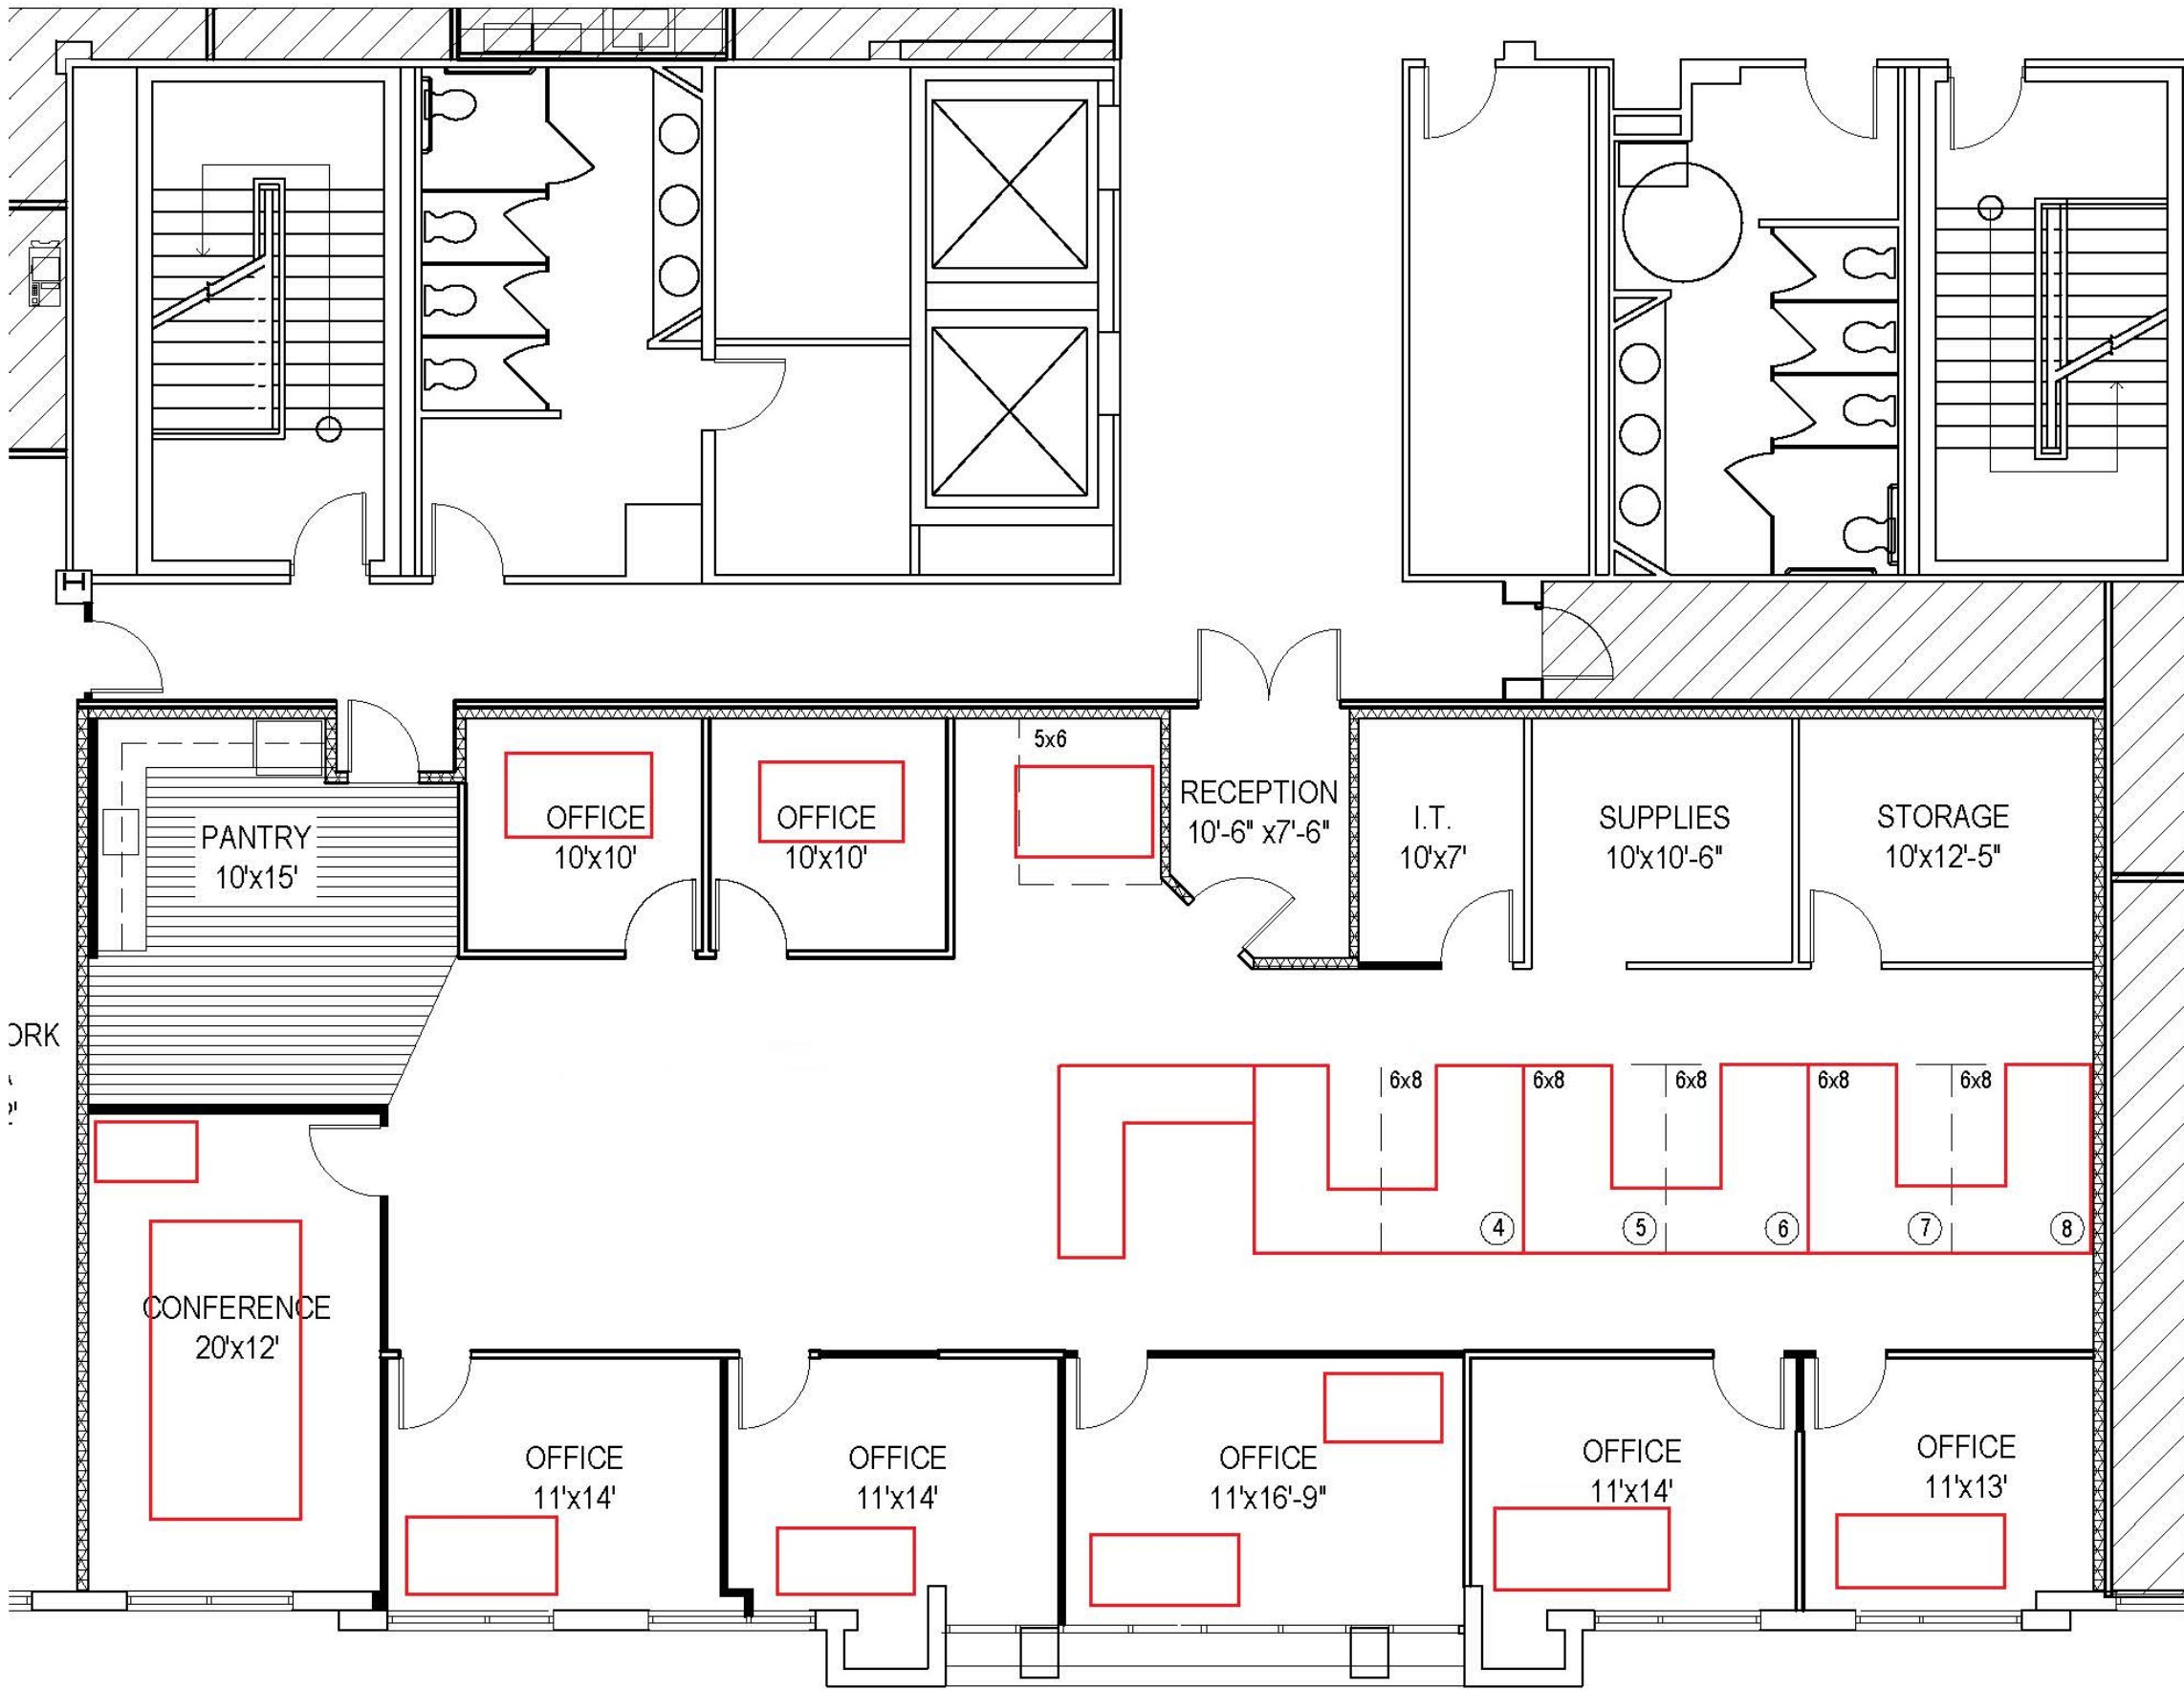 H
5x6
RECEPTION
10'-6" x7'-6"
OFFICE
10'x10'
OFFICE
10'x10'
PANTRY
10'x15'
I.T.
10'x7'
SUPPLIES
10'x10'-6"
STORAGE
10'x12'-5"
ORK
2'
6x8
6x8
6x8
6x8
6x8
4
5
6
7
8
CONFERENCE
20'x12'
OFFICE
11'x14'
OFFICE
11'x14'
OFFICE
11'x16'-9"
OFFICE
11'x14'
OFFICE
11'x13'